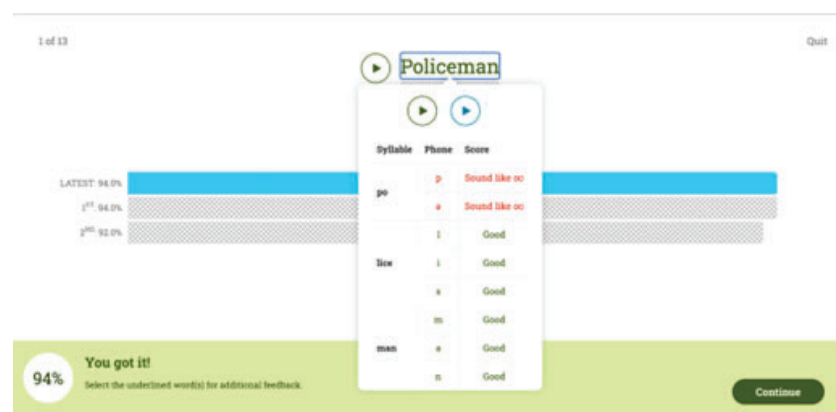 1 of 13
Quit
Policeman
Syllable Phone Score
po
p Sound like oo
ə Sound like oo
lice
l Good
i Good
s Good
man
m Good
ə Good
n Good
LATEST: 94.0%
1ST: 94.0%
2ND: 92.0%
94%
You got it!
Select the underlined word(s) for additional feedback.
Continue